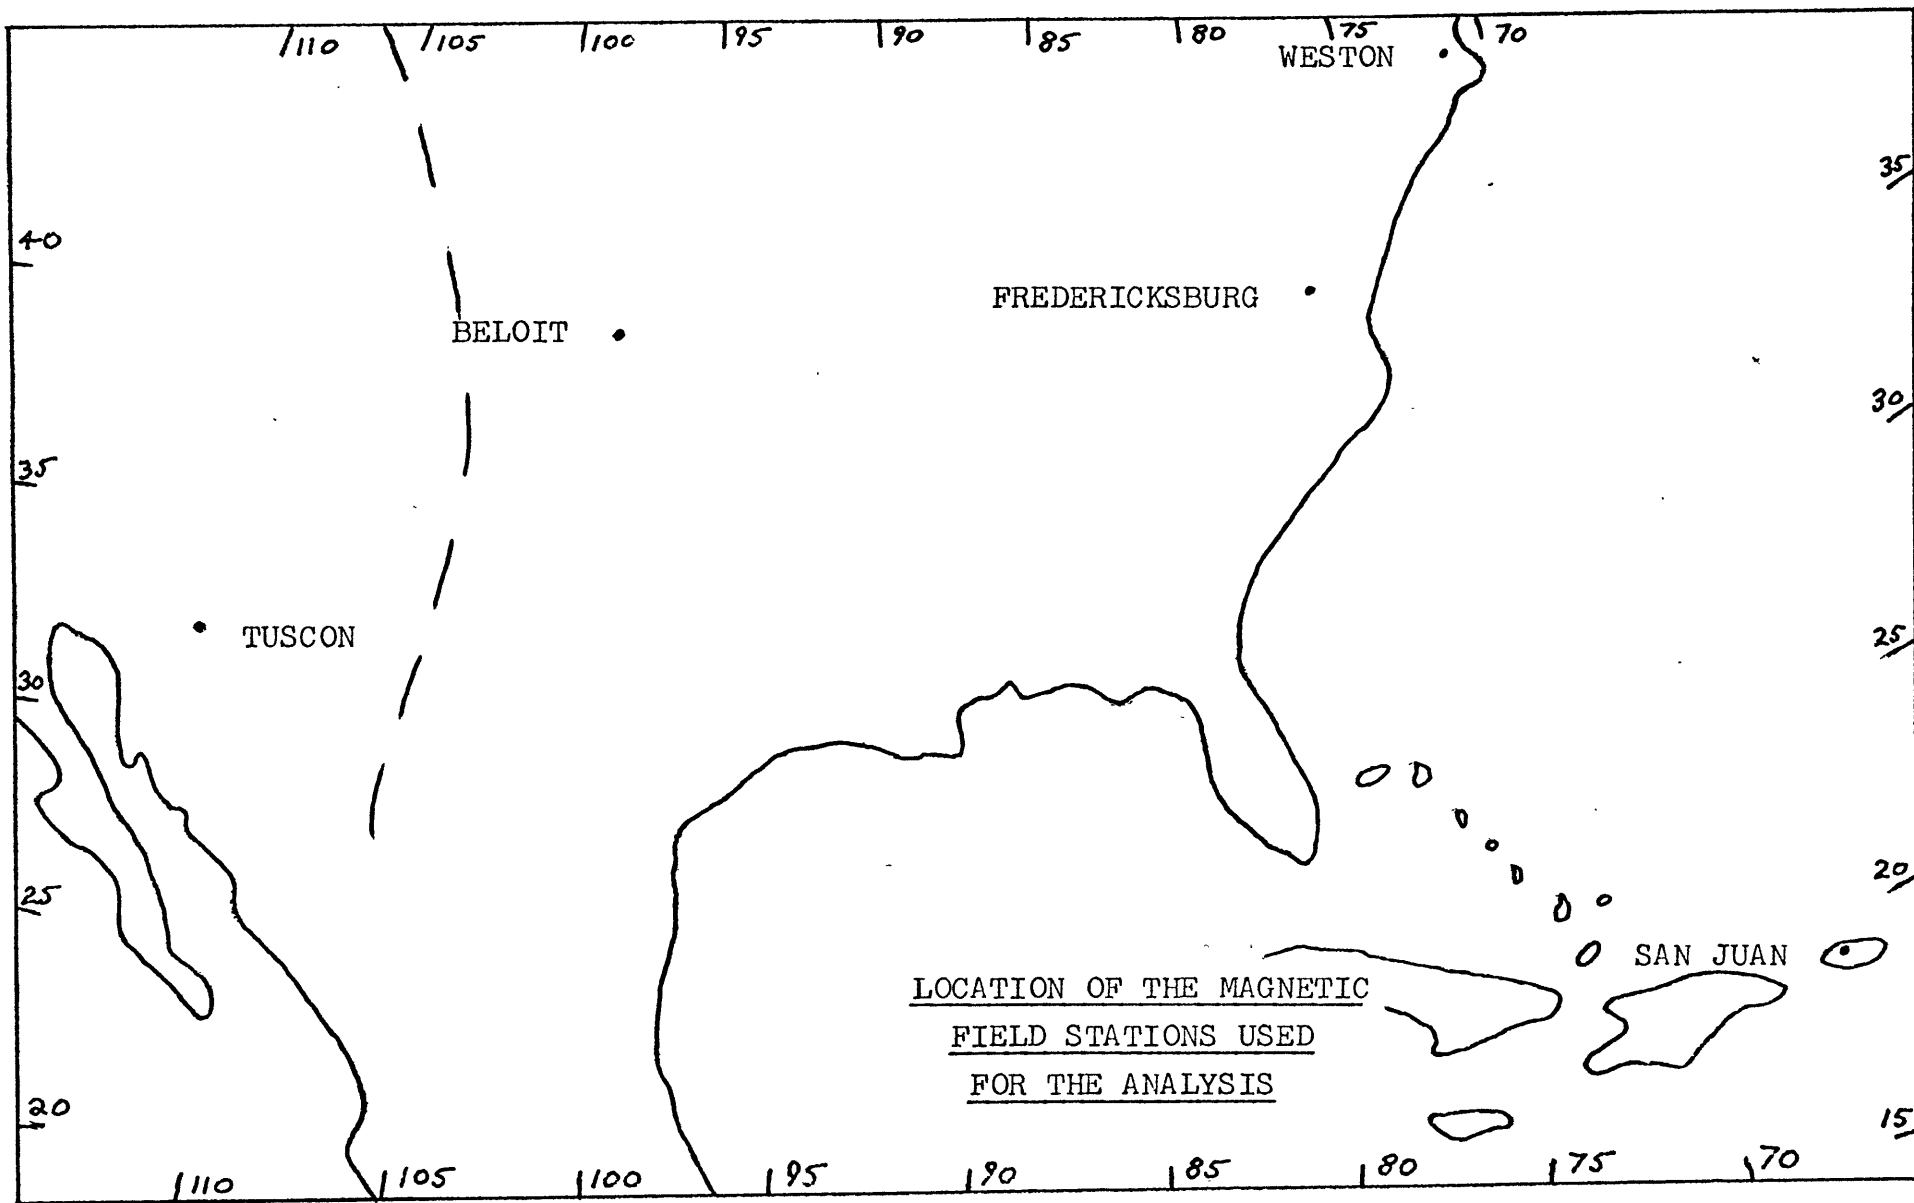 110 105 100 95 90 85 80 75 70
WESTON
35
40
FREDERICKSBURG
BELOIT
30
35
TUSCON
25
30
20
25
SAN JUAN
LOCATION OF THE MAGNETIC
FIELD STATIONS USED
FOR THE ANALYSIS
20
15
110 105 100 95 90 85 80 75 70